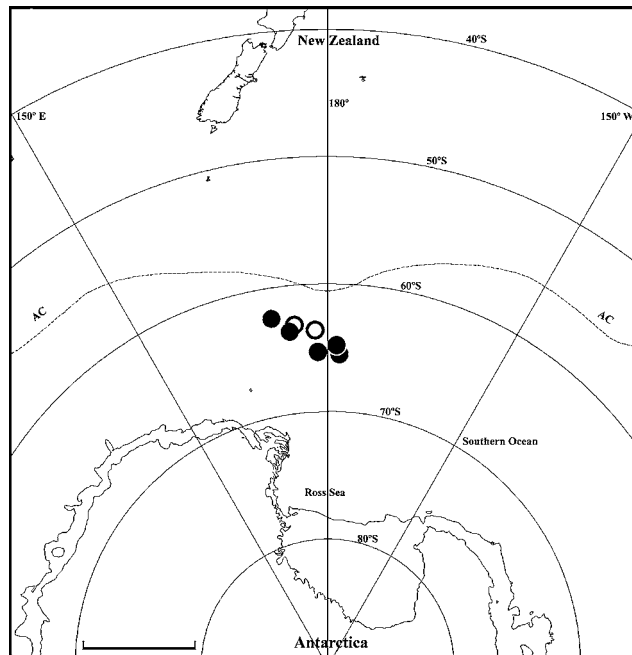 New Zealand
40°S
150° E
180°
150° W
50°S
60°S
AC
AC
70°S
Southern Ocean
Ross Sea
80°S
Antarctica